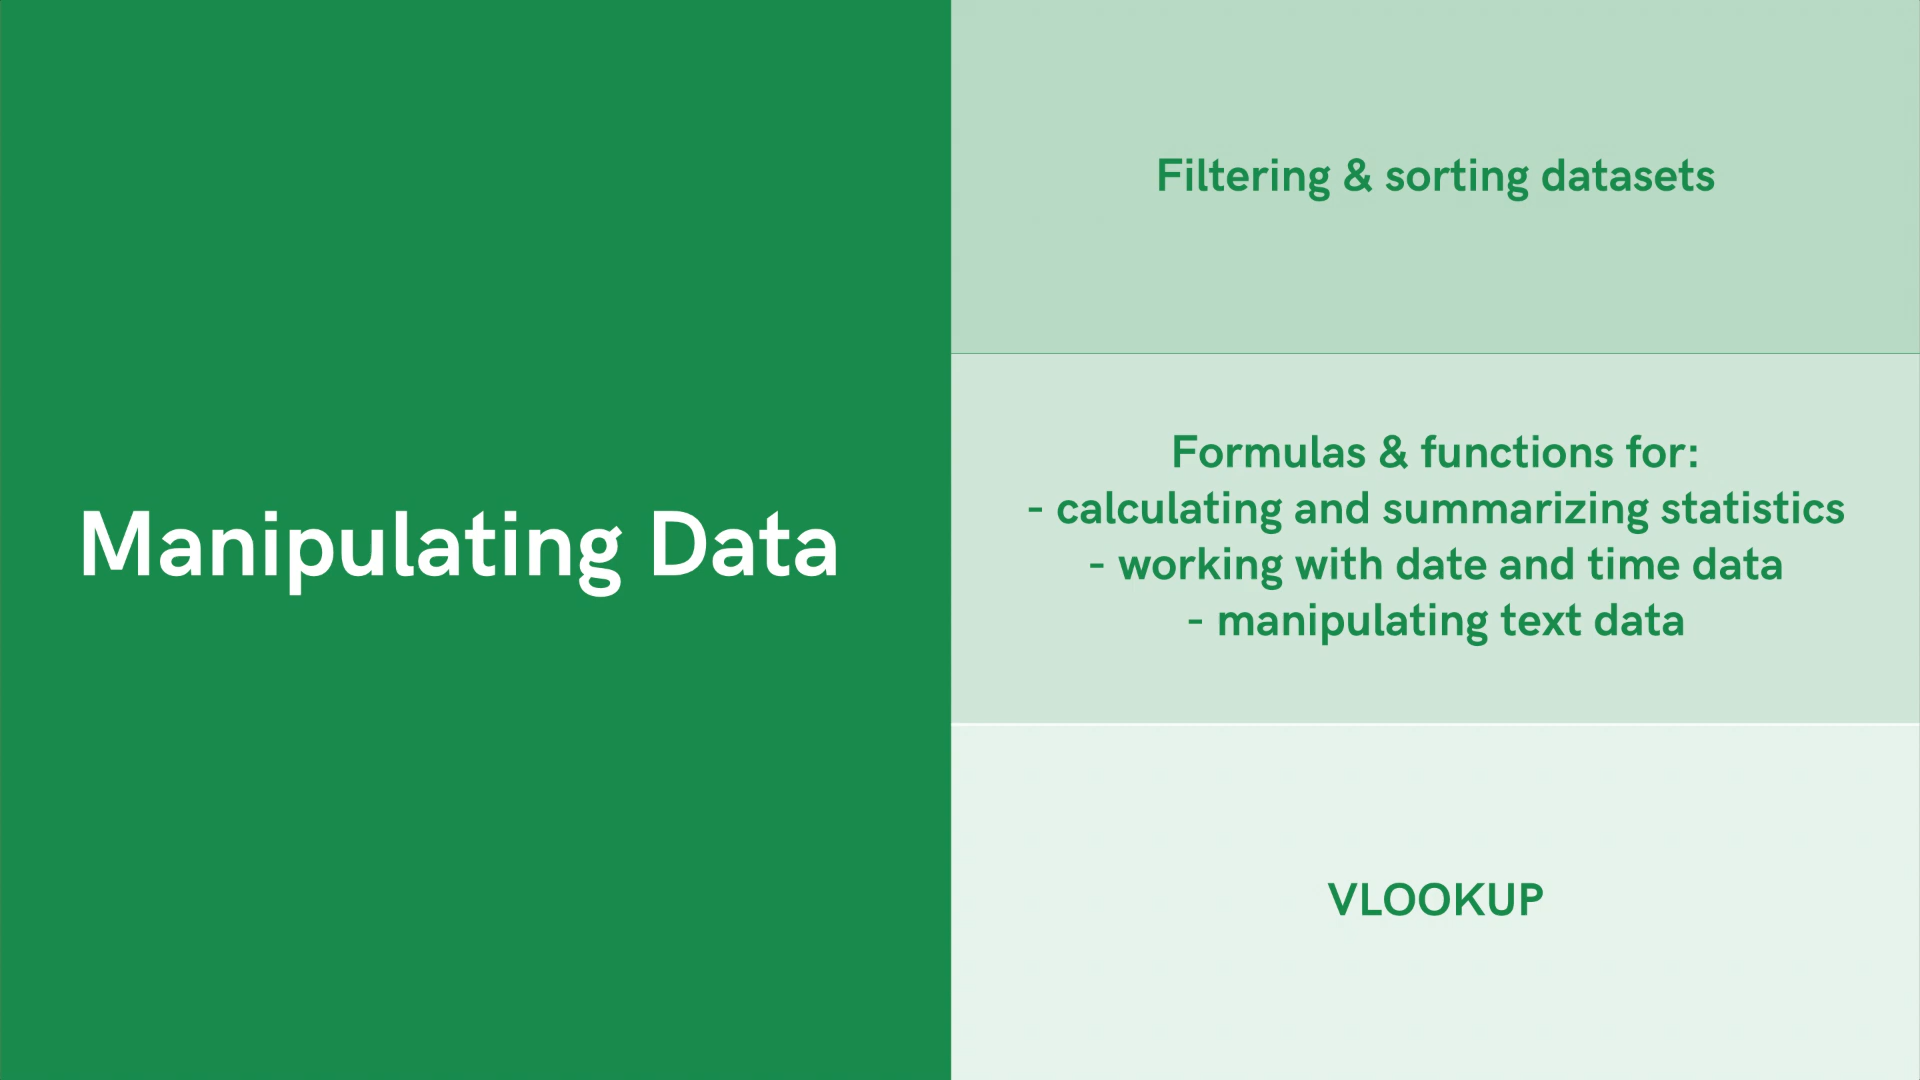 Manipulating Data
Filtering & sorting datasets
Formulas & functions for:
- calculating and summarizing statistics
- working with date and time data
- manipulating text data
VLOOKUP